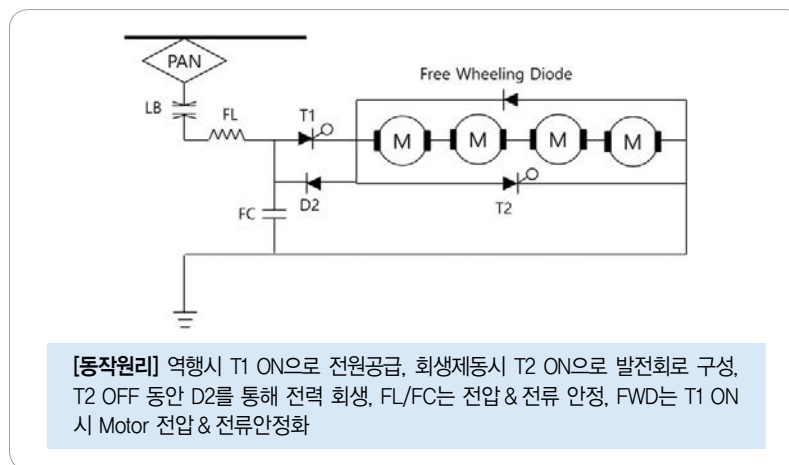 PAN
Free Wheeling Diode
LB
FL
T1
M M M M
D2
T2
FC
[동작원리] 역행시 T1 ON으로 전원공급, 회생제동시 T2 ON으로 발전회로 구성,
T2 OFF 동안 D2를 통해 전력 회생, FL/FC는 전압 & 전류 안정, FWD는 T1 ON
시 Motor 전압 & 전류안정화